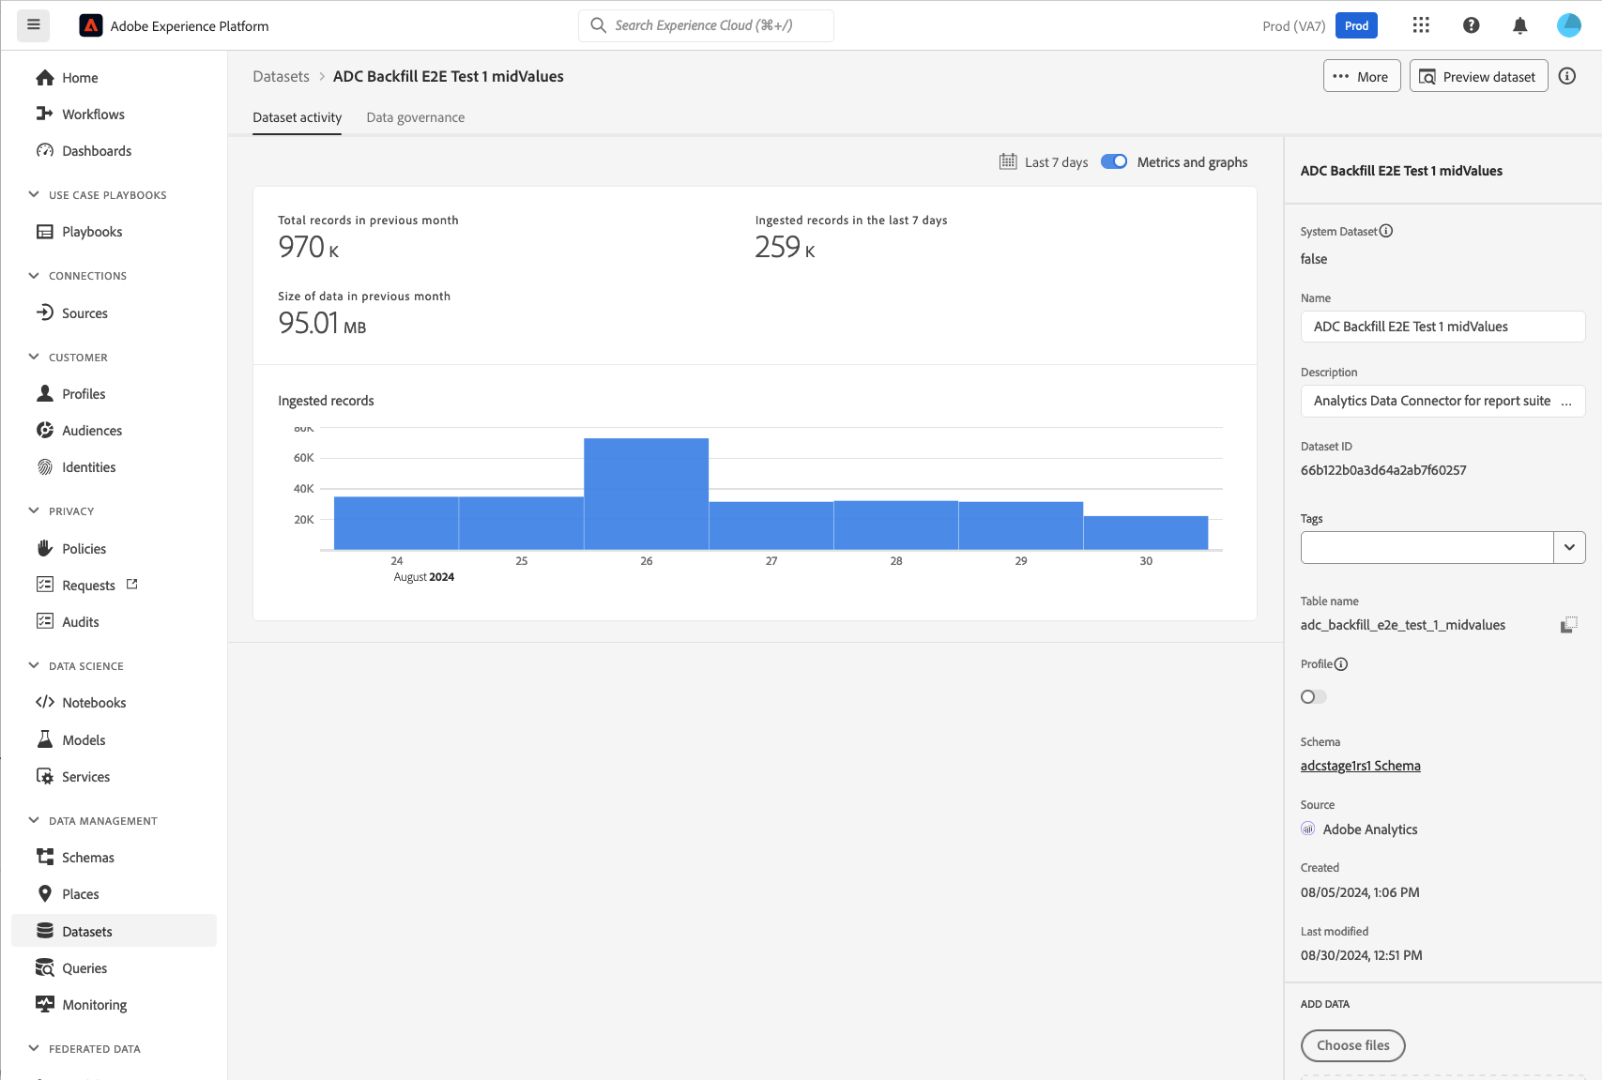 Adobe Experience Platform
Search Experience Cloud (⌘+/)
Prod (VA7)
Prod
Home
Workflows
Dashboards
USE CASE PLAYBOOKS
Playbooks
CONNECTIONS
Sources
CUSTOMER
Profiles
Audiences
Identities
PRIVACY
Policies
Requests
Audits
DATA SCIENCE
Notebooks
Models
Services
DATA MANAGEMENT
Schemas
Places
Datasets
Queries
Monitoring
FEDERATED DATA
Datasets > ADC Backfill E2E Test 1 midValues
••• More
Preview dataset
Dataset activity
Data governance
Last 7 days
Metrics and graphs
Total records in previous month
970 K
Ingested records in the last 7 days
259 K
Size of data in previous month
95.01 MB
Ingested records
80K
60K
40K
20K
24 25 26 27 28 29 30
August 2024
ADC Backfill E2E Test 1 midValues
System Dataset
false
Name
ADC Backfill E2E Test 1 midValues
Description
Analytics Data Connector for report suite ...
Dataset ID
66b122b0a3d64a2ab7f60257
Tags
Table name
adc_backfill_e2e_test_1_midvalues
Profile
Schema
adcstage1rs1 Schema
Source
Adobe Analytics
Created
08/05/2024, 1:06 PM
Last modified
08/30/2024, 12:51 PM
ADD DATA
Choose files